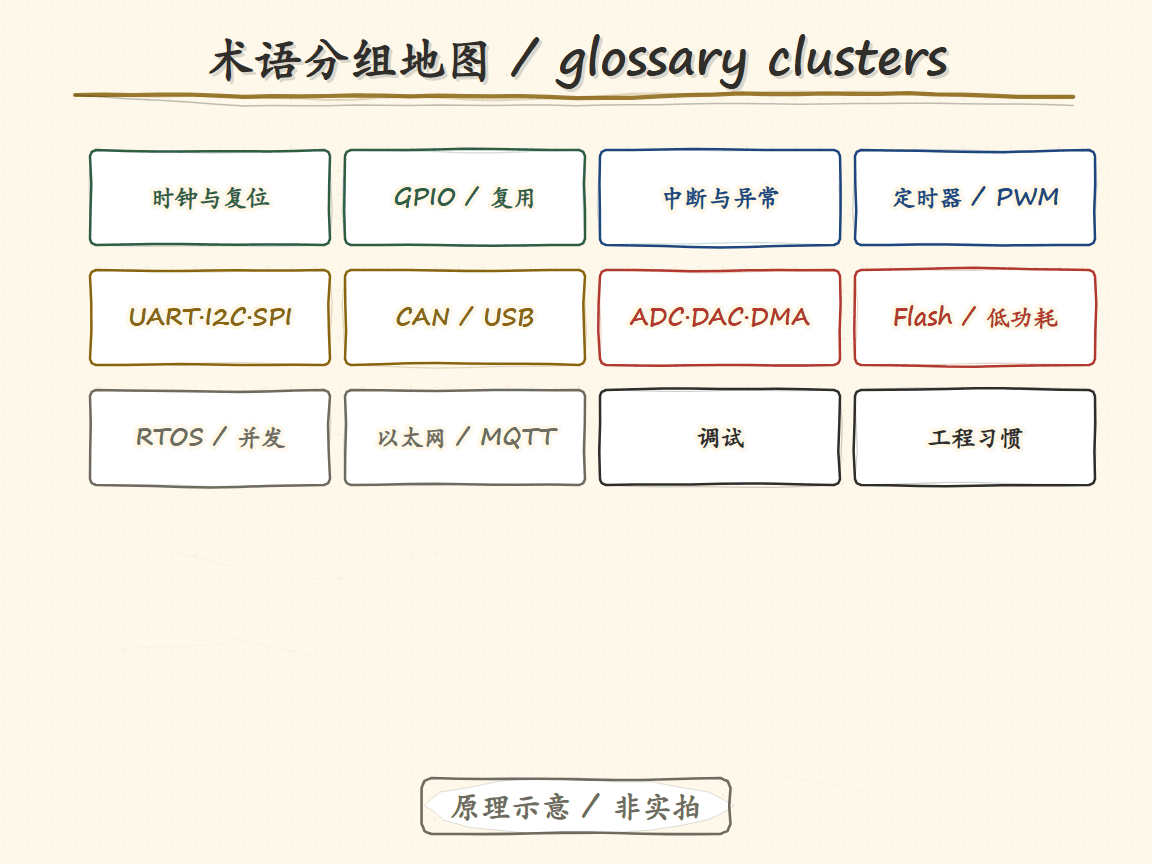 术语分组地图 / glossary clusters
时钟与复位
GPIO / 复用
中断与异常
定时器 / PWM
UART·I2C·SPI
CAN / USB
ADC·DAC·DMA
Flash / 低功耗
RTOS / 并发
以太网 / MQTT
调试
工程习惯
原理示意 / 非实拍